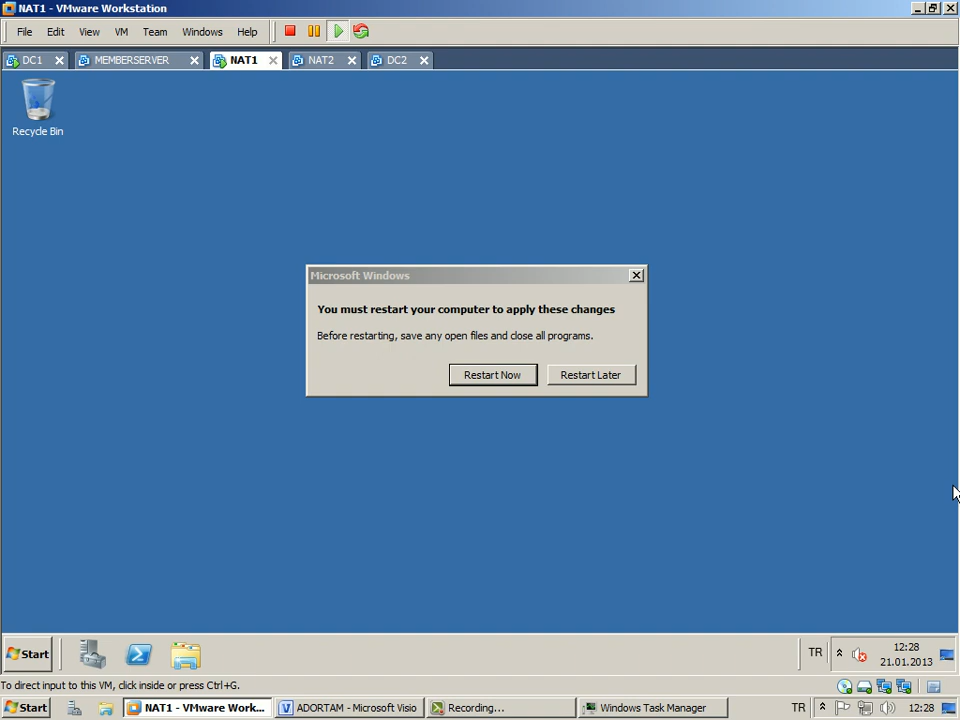 NAT1 - VMware Workstation
File Edit View VM Team Windows Help
DC1 MEMBERSERVER NAT1 NAT2 DC2
Recycle Bin
Microsoft Windows
You must restart your computer to apply these changes
Before restarting, save any open files and close all programs.
Restart Now Restart Later
Start TR 12:28
21.01.2013
To direct input to this VM, click inside or press Ctrl+G.
Start NAT1 - VMware Work... ADORTAM - Microsoft Visio Recording... Windows Task Manager TR 12:28